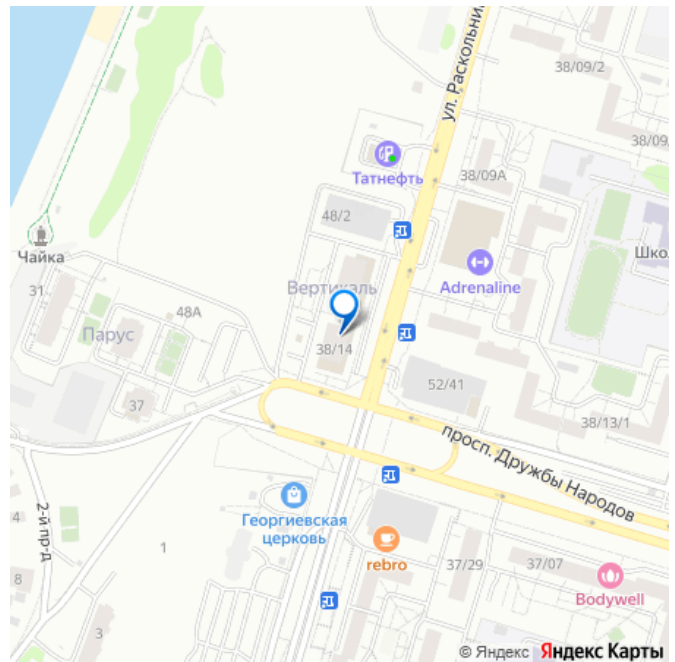 38/09/2
ул. Раскольни
38/09
Татнефть
38/09А
48/2
Шко
Чайка
Adrenaline
Вертикаль
31
48А
Парус
38/14
52/41
37
38/13/1
просп. Дружбы Народов
2-й пр-д
4
Георгиевская
церковь
1
rebro
37/29
37/07
8
Bodywell
3
© Яндекс Яндекс Карты